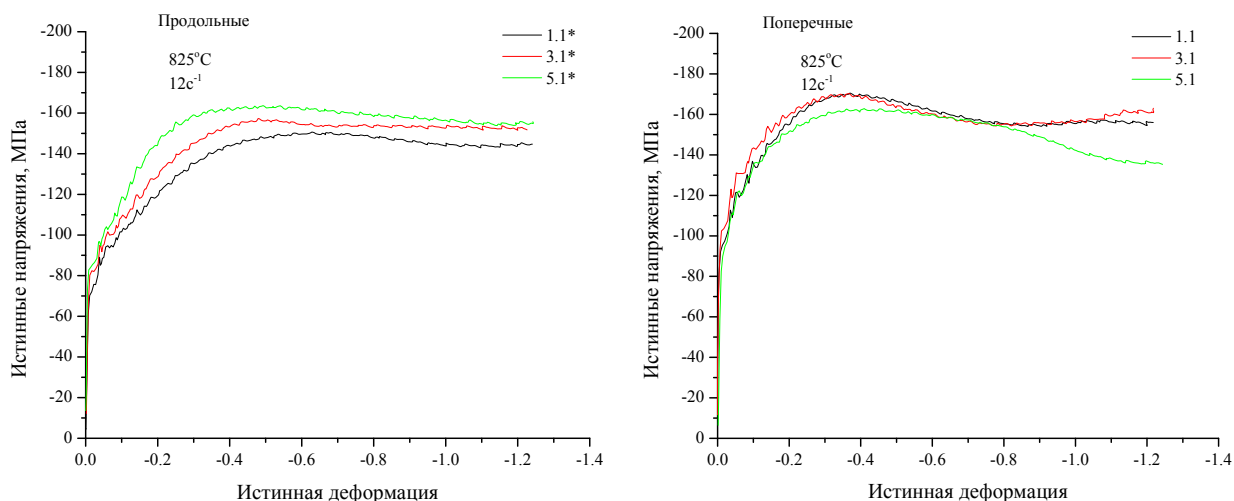 Продольные
825°C
12c⁻¹
1.1*
3.1*
5.1*
Истинные напряжения, МПа
-200
-180
-160
-140
-120
-100
-80
-60
-40
-20
0
0.0 -0.2 -0.4 -0.6 -0.8 -1.0 -1.2 -1.4
Истинная деформация
Поперечные
825°C
12c⁻¹
1.1
3.1
5.1
Истинные напряжения, МПа
-200
-180
-160
-140
-120
-100
-80
-60
-40
-20
0
0.0 -0.2 -0.4 -0.6 -0.8 -1.0 -1.2 -1.4
Истинная деформация